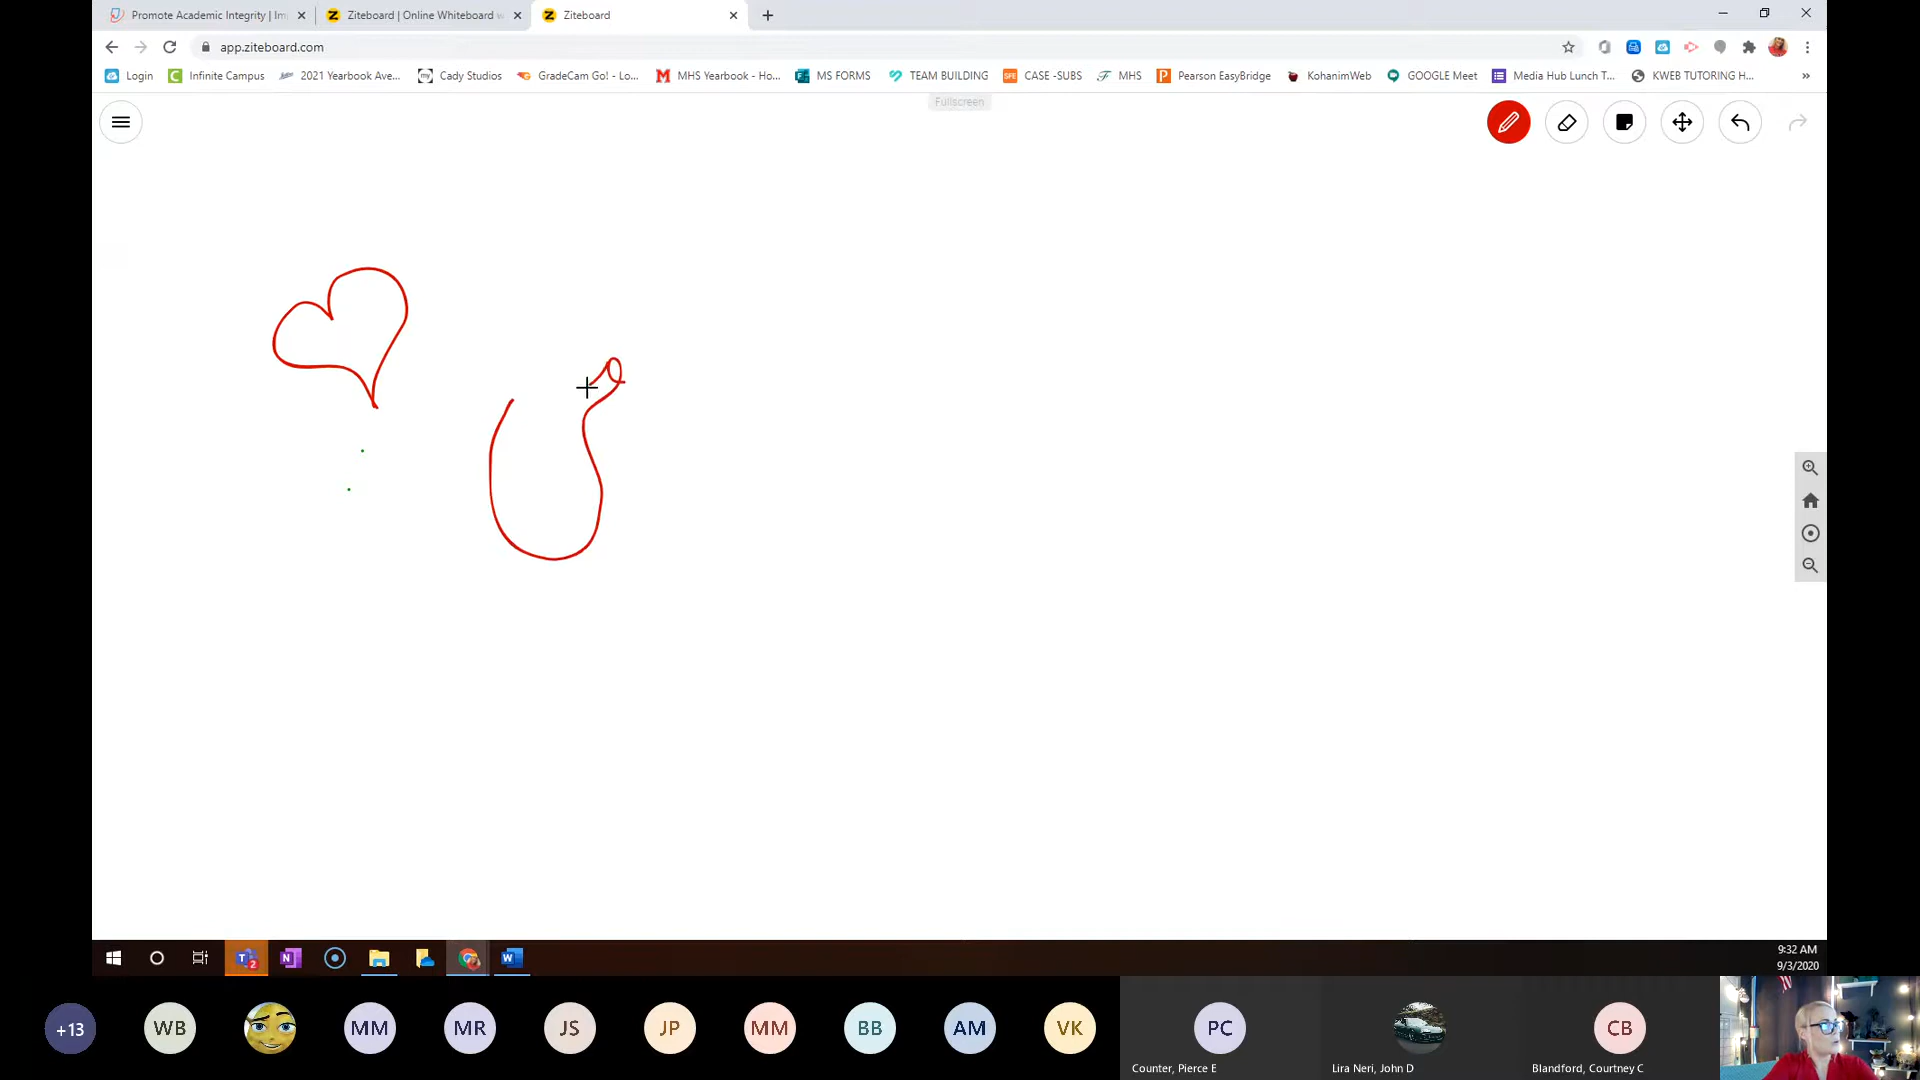 Promote Academic Integrity | Im
Ziteboard | Online Whiteboard w
Ziteboard
app.ziteboard.com
Login
Infinite Campus
2021 Yearbook Ave...
my
Cady Studios
GradeCam Go! - Lo...
MHS Yearbook - Ho...
MS FORMS
TEAM BUILDING
SFE
CASE -SUBS
MHS
Pearson EasyBridge
KohanimWeb
GOOGLE Meet
Media Hub Lunch T...
KWEB TUTORING H...
»
Fullscreen
9:32 AM
9/3/2020
+13
WB
MM
MR
JS
JP
MM
BB
AM
VK
PC
CB
Counter, Pierce E
Lira Neri, John D
Blandford, Courtney C